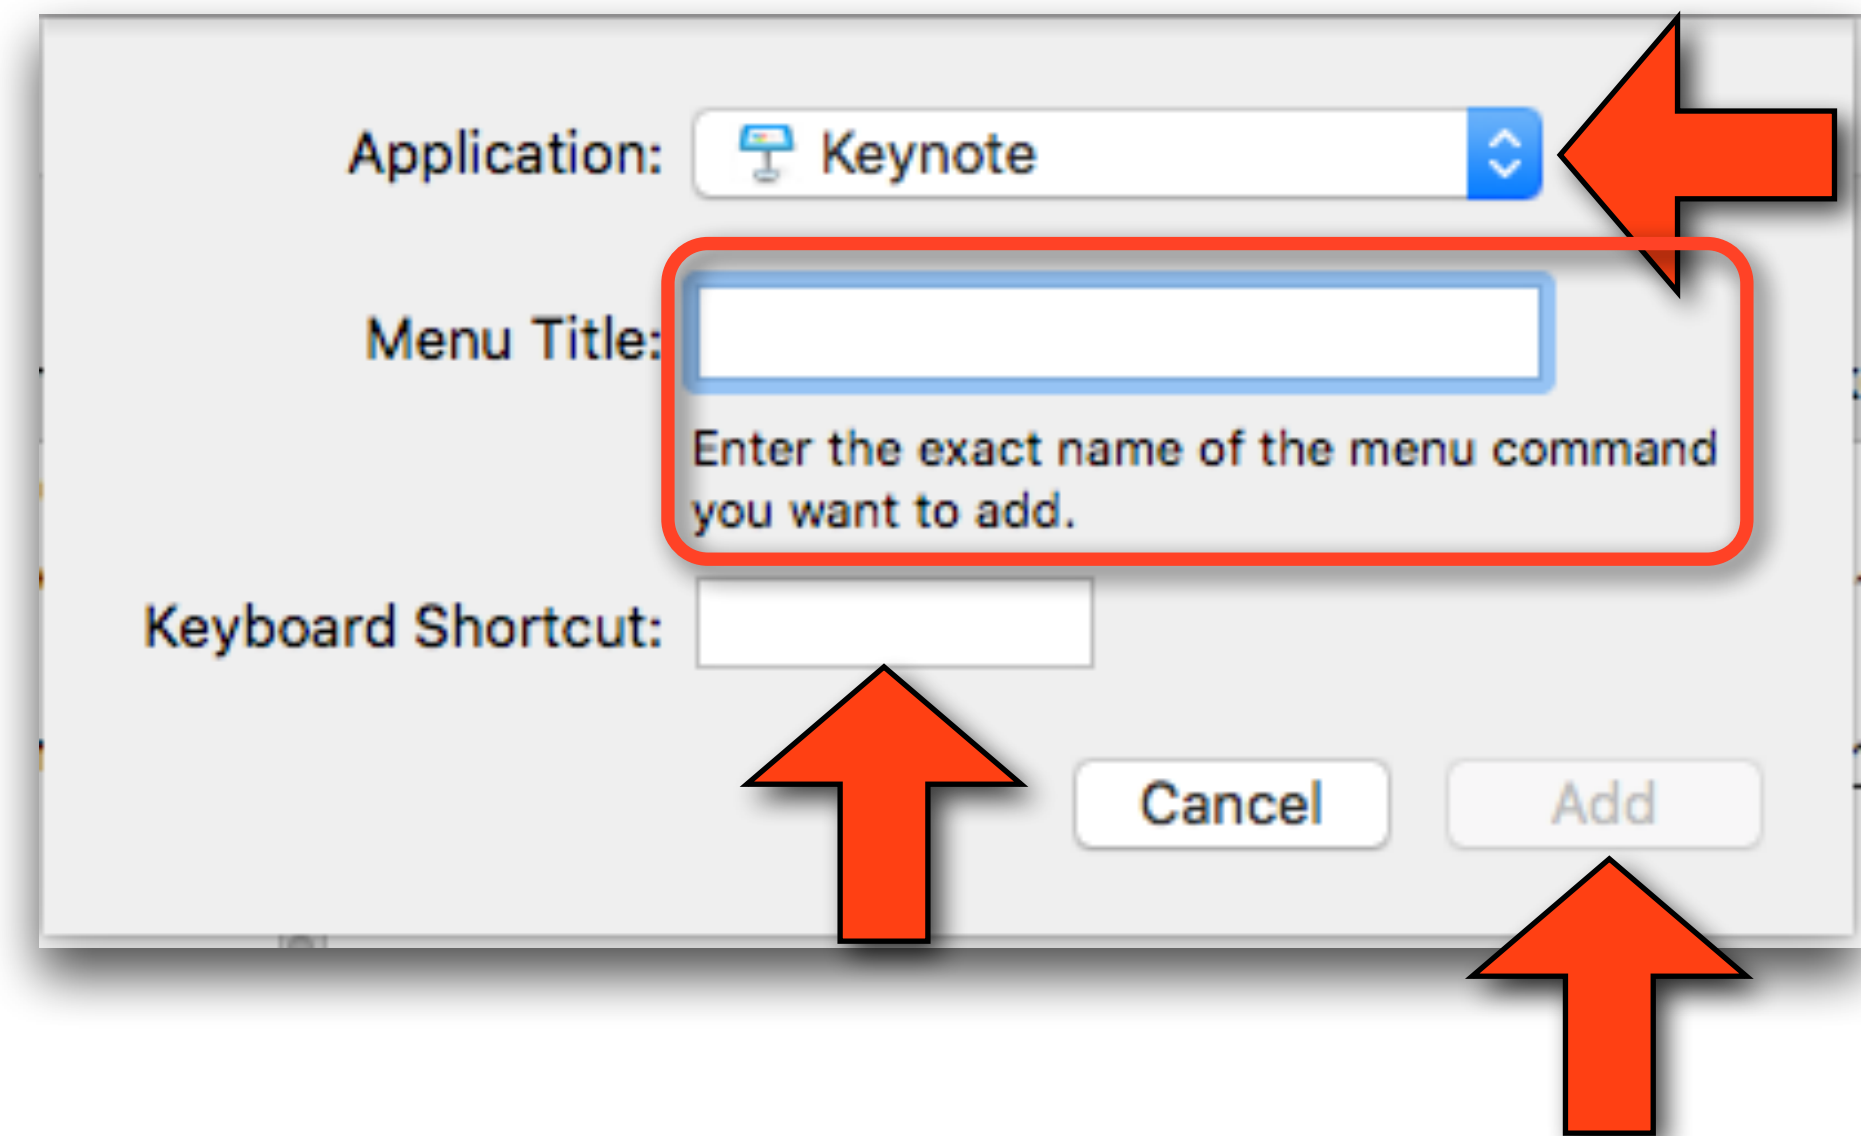 Application: Keynote
Menu Title:
Enter the exact name of the menu command
you want to add.
Keyboard Shortcut:
Cancel Add